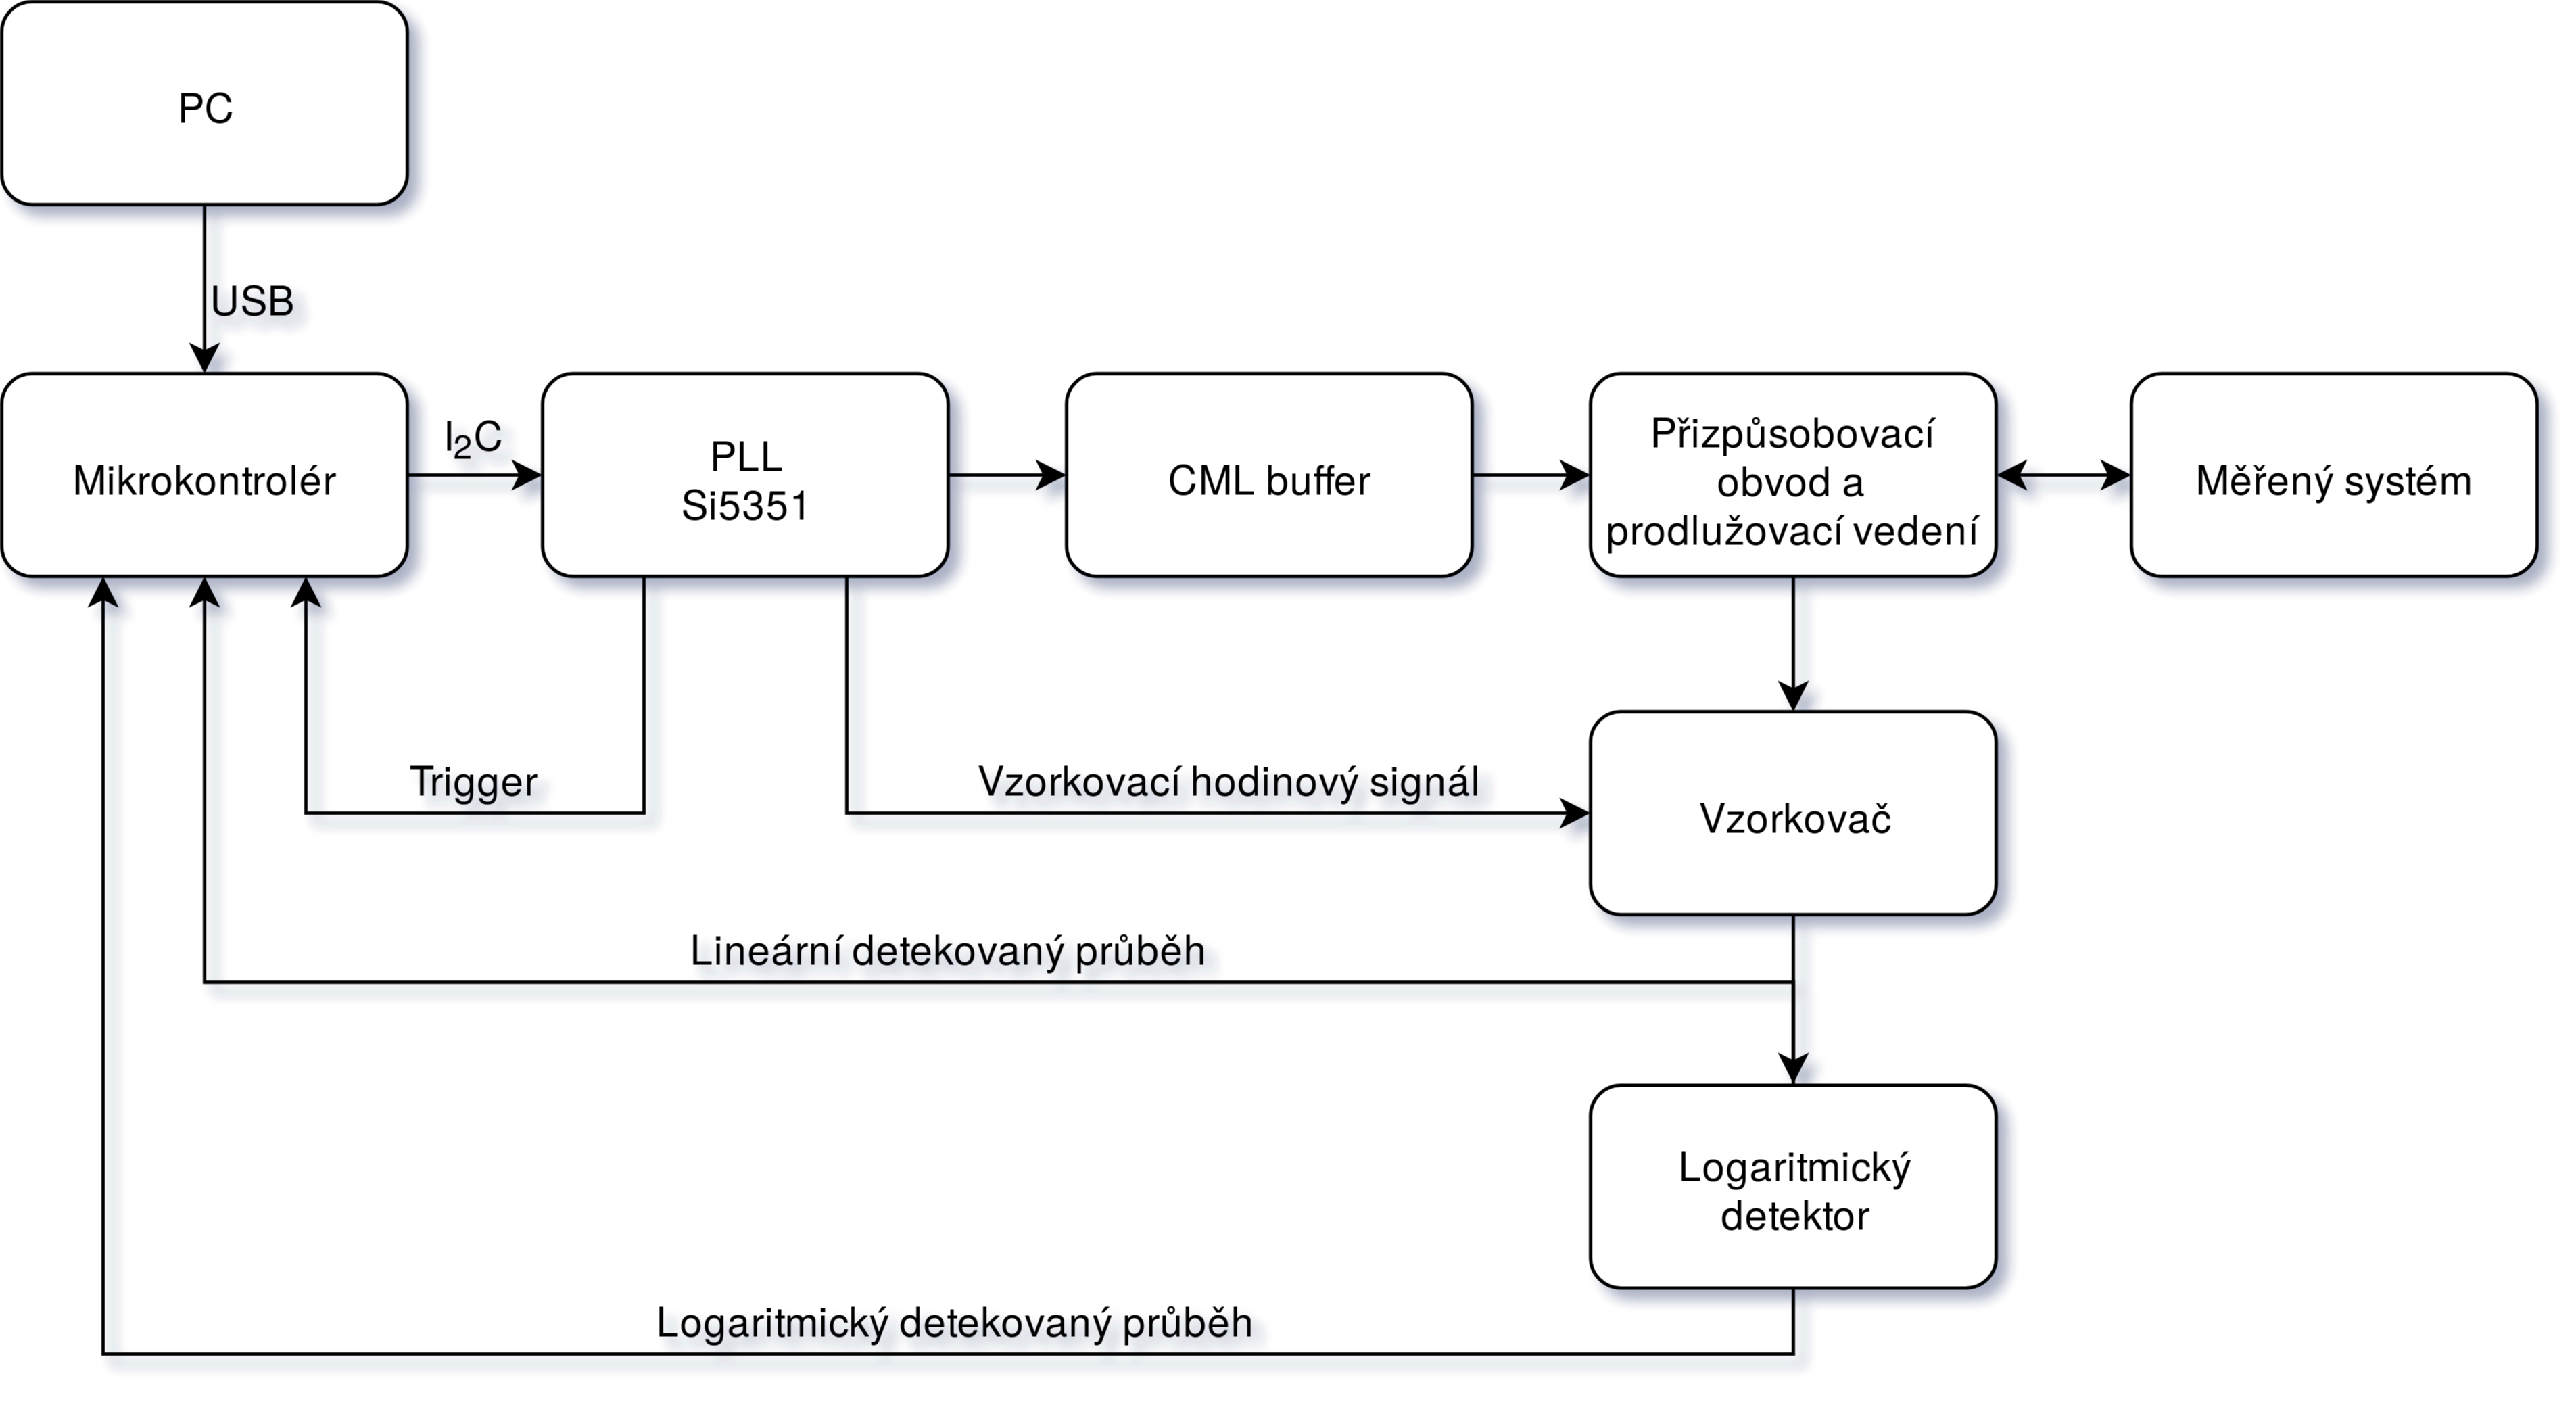 PC
USB
Mikrokontrolér
I2C
PLL
Si5351
CML buffer
Přizpůsobovací
obvod a
prodlužovací vedení
Měřený systém
Trigger
Vzorkovací hodinový signál
Vzorkovač
Lineární detekovaný průběh
Logaritmický
detektor
Logaritmický detekovaný průběh